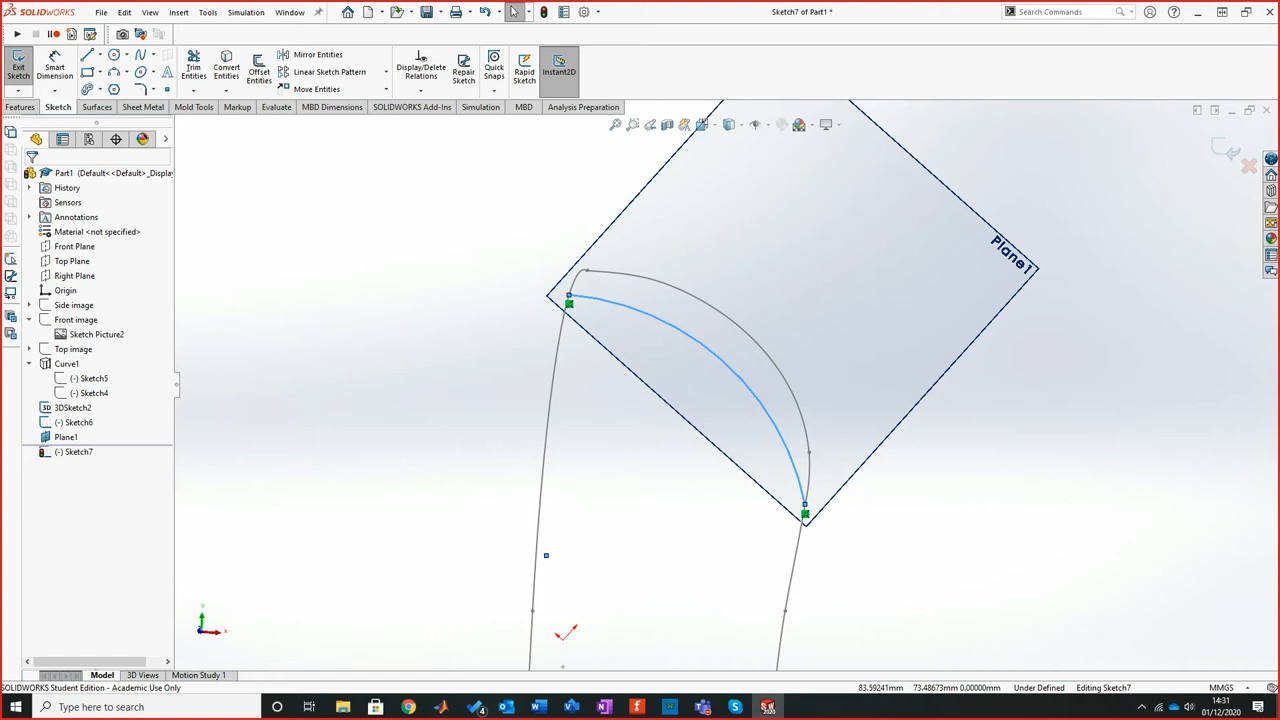 SOLIDWORKS File Edit View Insert Tools Simulation Window Sketch7 of Part1 * Search Commands
Exit Sketch Smart Dimension Trim Entities Convert Entities Offset Entities Mirror Entities Linear Sketch Pattern Move Entities Display/Delete Relations Repair Sketch Quick Snaps Rapid Sketch Instant2D
Features Sketch Surfaces Sheet Metal Mold Tools Markup Evaluate MBD Dimensions SOLIDWORKS Add-Ins Simulation MBD Analysis Preparation
Part1 (Default<<Default>_Displa
History
Sensors
Annotations
Material <not specified>
Front Plane
Top Plane
Right Plane
Origin
Side image
Front image
Sketch Picture2
Top image
Curve1
(-) Sketch5
(-) Sketch4
3D 3DSketch2
(-) Sketch6
Plane1
(-) Sketch7
Plane1
Y
X
Model 3D Views Motion Study 1
SOLIDWORKS Student Edition - Academic Use Only 83.59241mm 73.48673mm 0.00000mm Under Defined Editing Sketch7 MMGS
Type here to search
14:31
01/12/2020